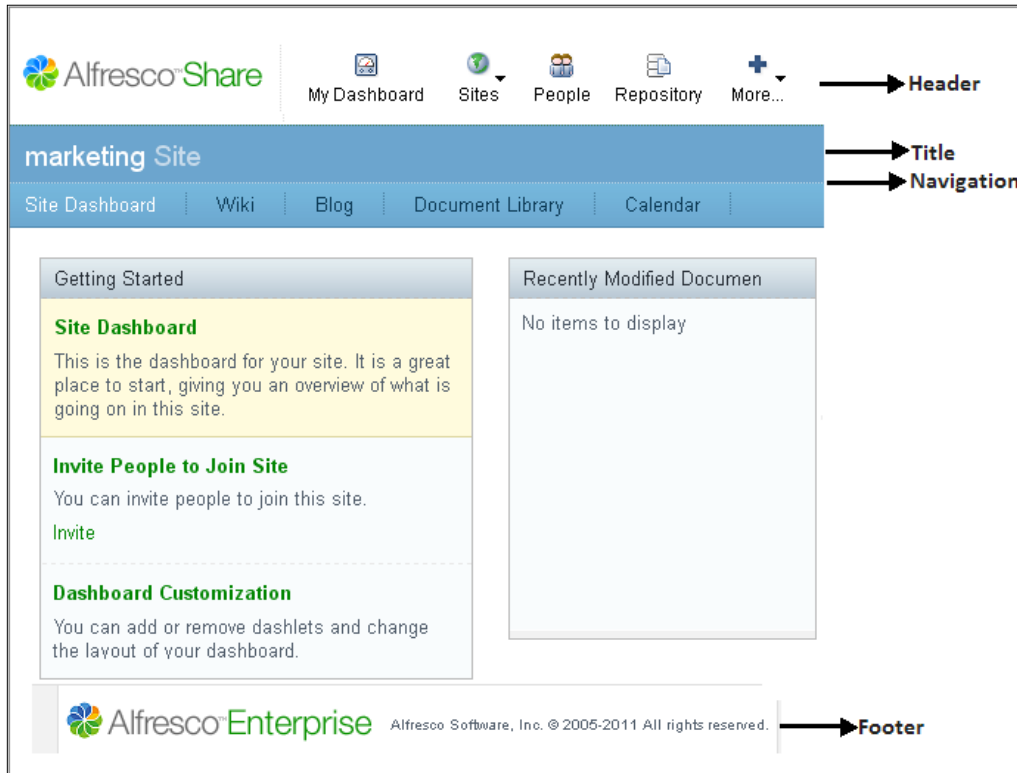 Alfresco™Share
My Dashboard Sites People Repository More...
Header
marketing Site
Title
Navigation
Site Dashboard Wiki Blog Document Library Calendar
Getting Started
Site Dashboard
This is the dashboard for your site. It is a great
place to start, giving you an overview of what is
going on in this site.
Invite People to Join Site
You can invite people to join this site.
Invite
Dashboard Customization
You can add or remove dashlets and change
the layout of your dashboard.
Recently Modified Documen
No items to display
Alfresco™Enterprise Alfresco Software, Inc. © 2005-2011 All rights reserved.
Footer